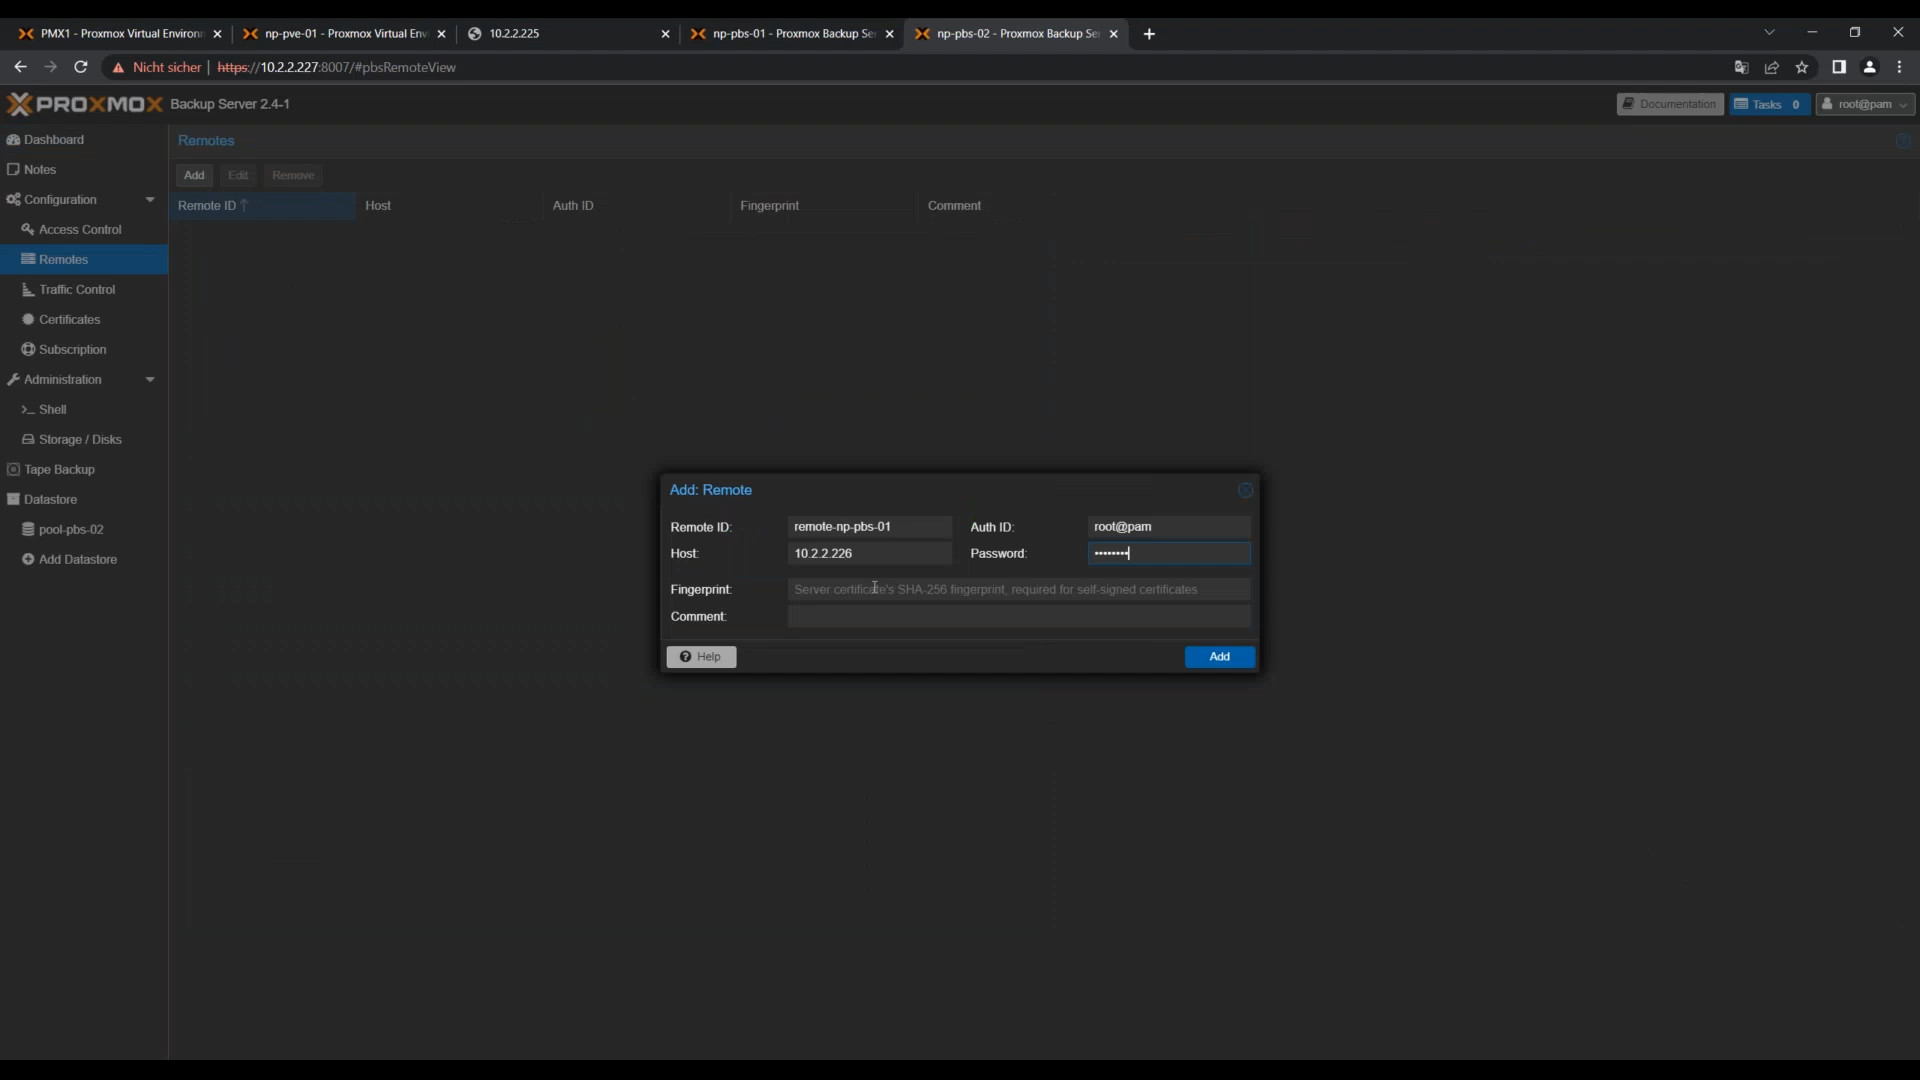 PMX1 - Proxmox Virtual Environ
np-pve-01 - Proxmox Virtual Env
10.2.2.225
np-pbs-01 - Proxmox Backup Se
np-pbs-02 - Proxmox Backup Se
Nicht sicher | https://10.2.2.227:8007/#pbsRemoteView
PROXMOX Backup Server 2.4-1
Documentation
Tasks 0
root@pam
Dashboard
Notes
Configuration
Access Control
Remotes
Traffic Control
Certificates
Subscription
Administration
Shell
Storage / Disks
Tape Backup
Datastore
pool-pbs-02
Add Datastore
Remotes
Add Edit Remove
Remote ID Host Auth ID Fingerprint Comment
Add: Remote
Remote ID: remote-np-pbs-01 Auth ID: root@pam
Host: 10.2.2.226 Password: ••••••••
Fingerprint: Server certificate's SHA-256 fingerprint, required for self-signed certificates
Comment:
Help
Add